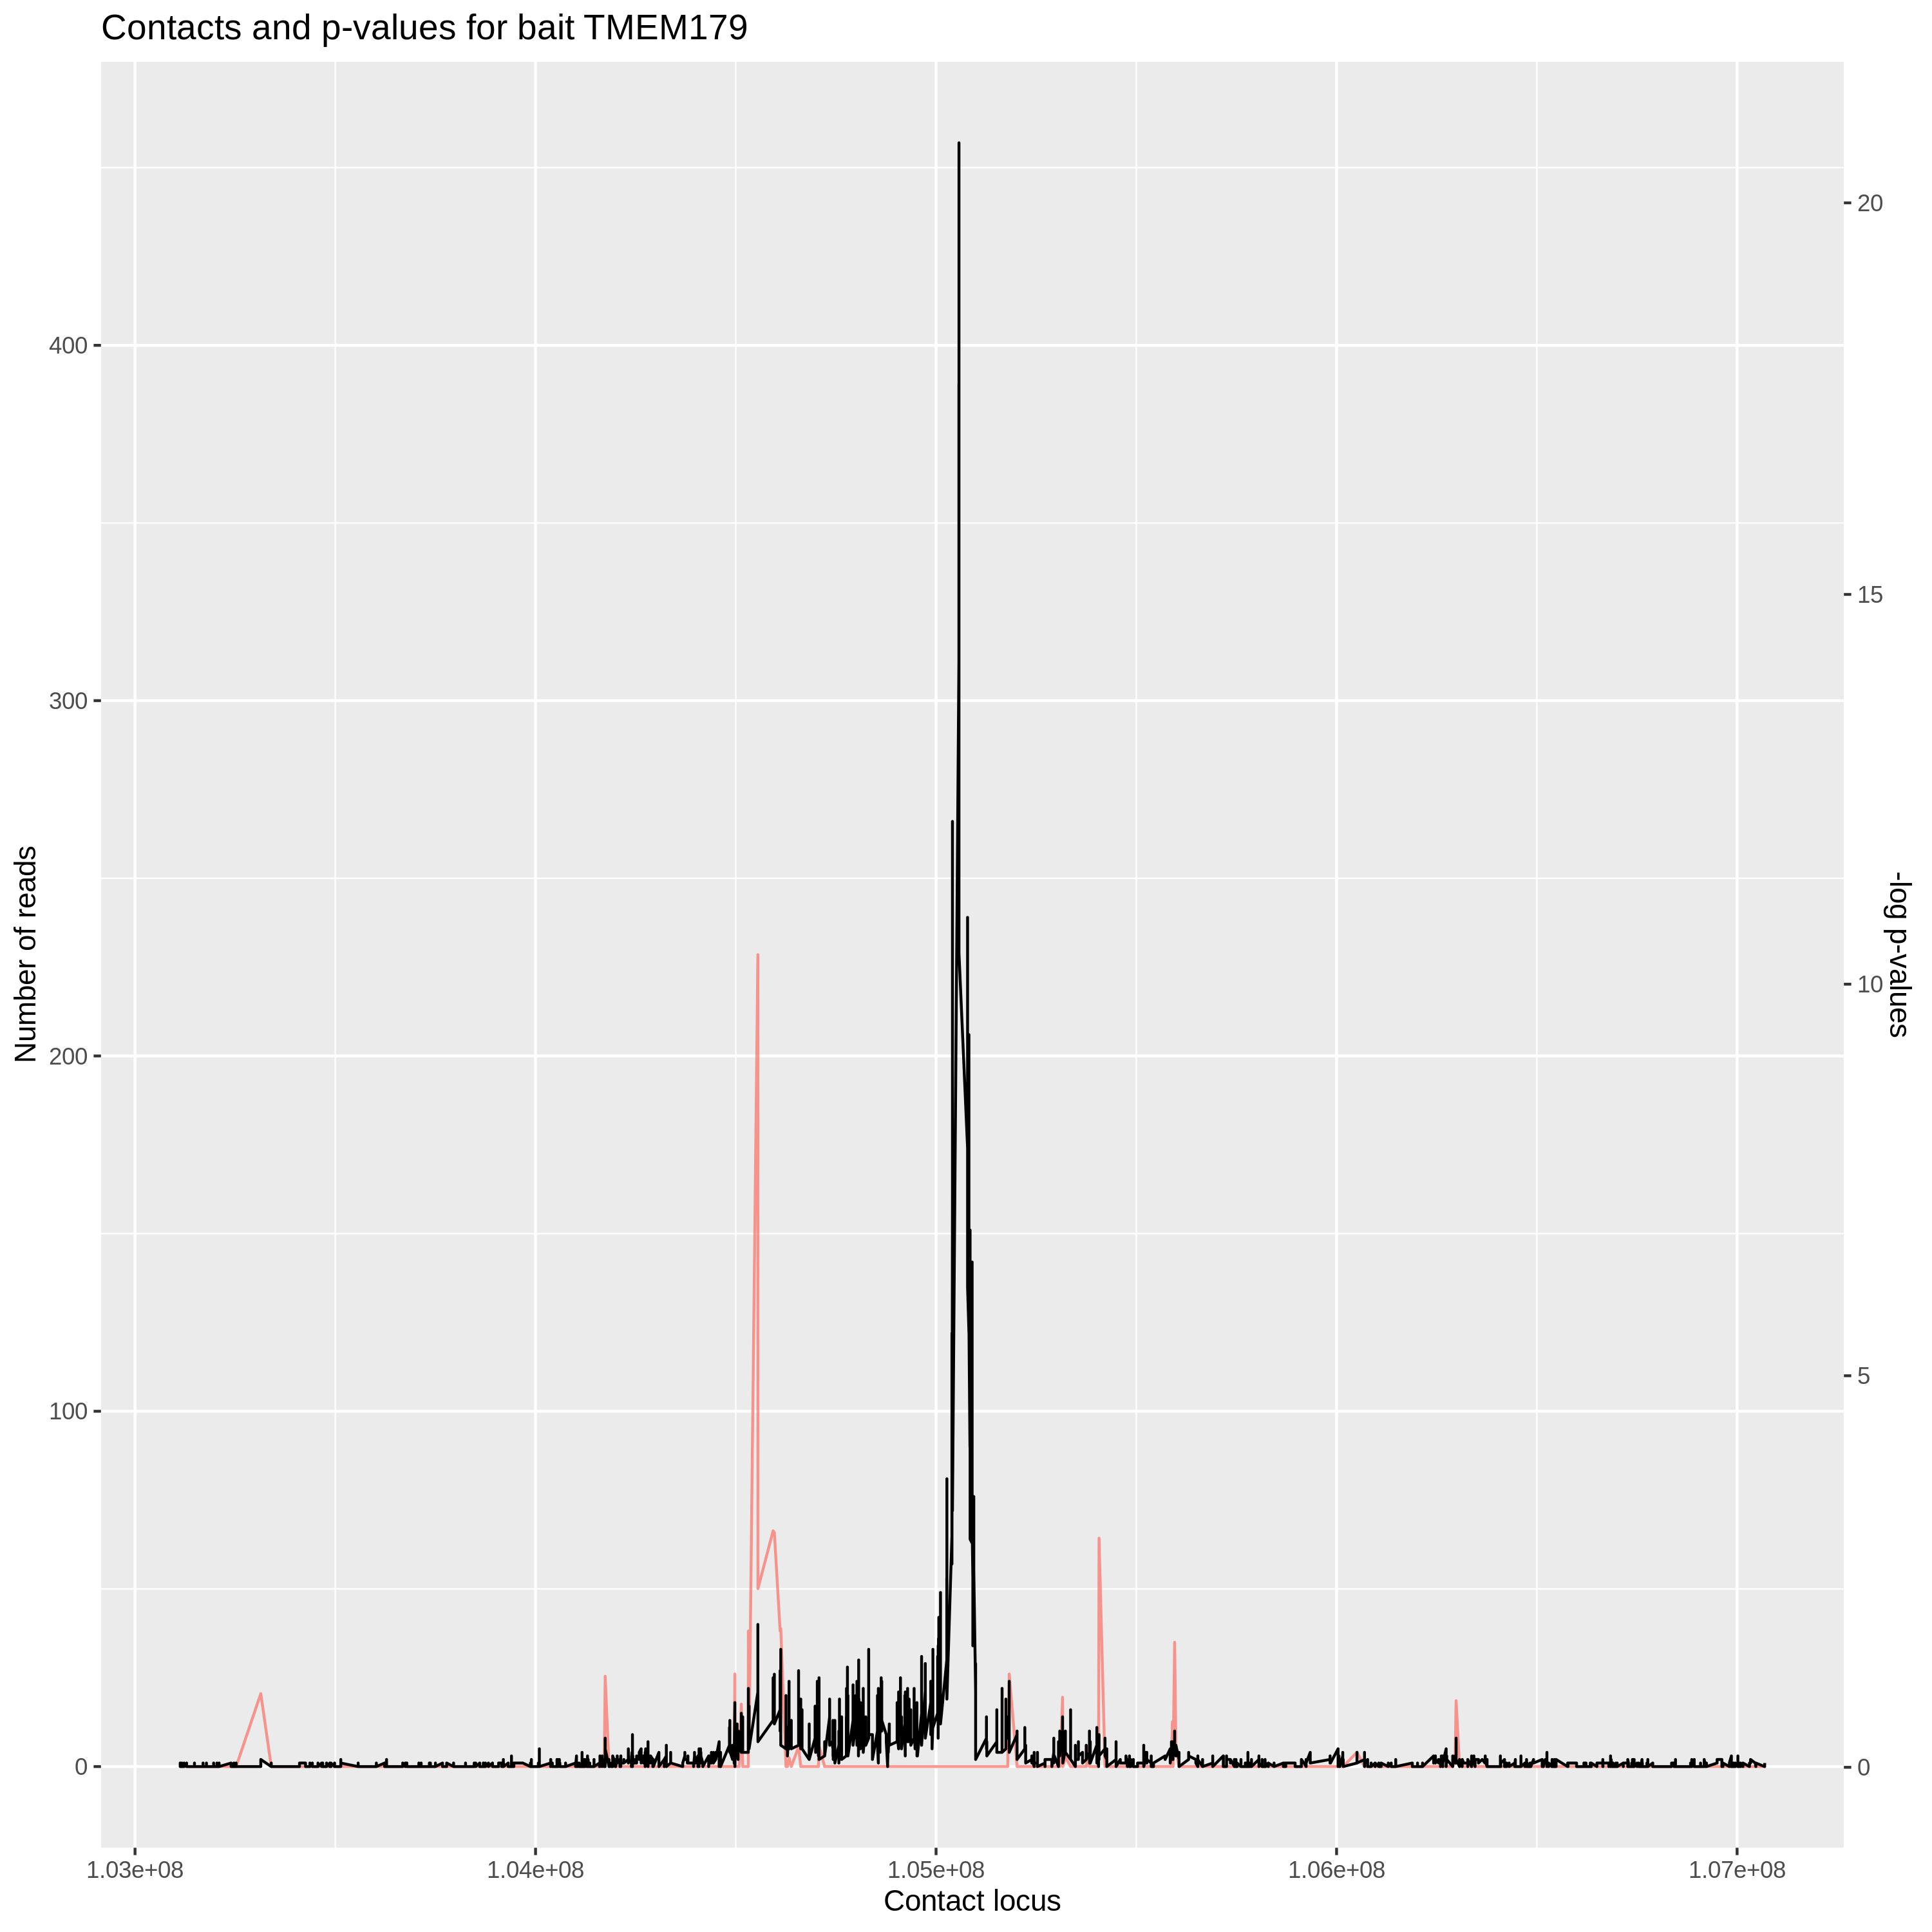 Contacts and p-values for bait TMEM179
Number of reads
400
300
200
100
0
20
15
10
5
0
-log p-values
1.03e+08 1.04e+08 1.05e+08 1.06e+08 1.07e+08
Contact locus